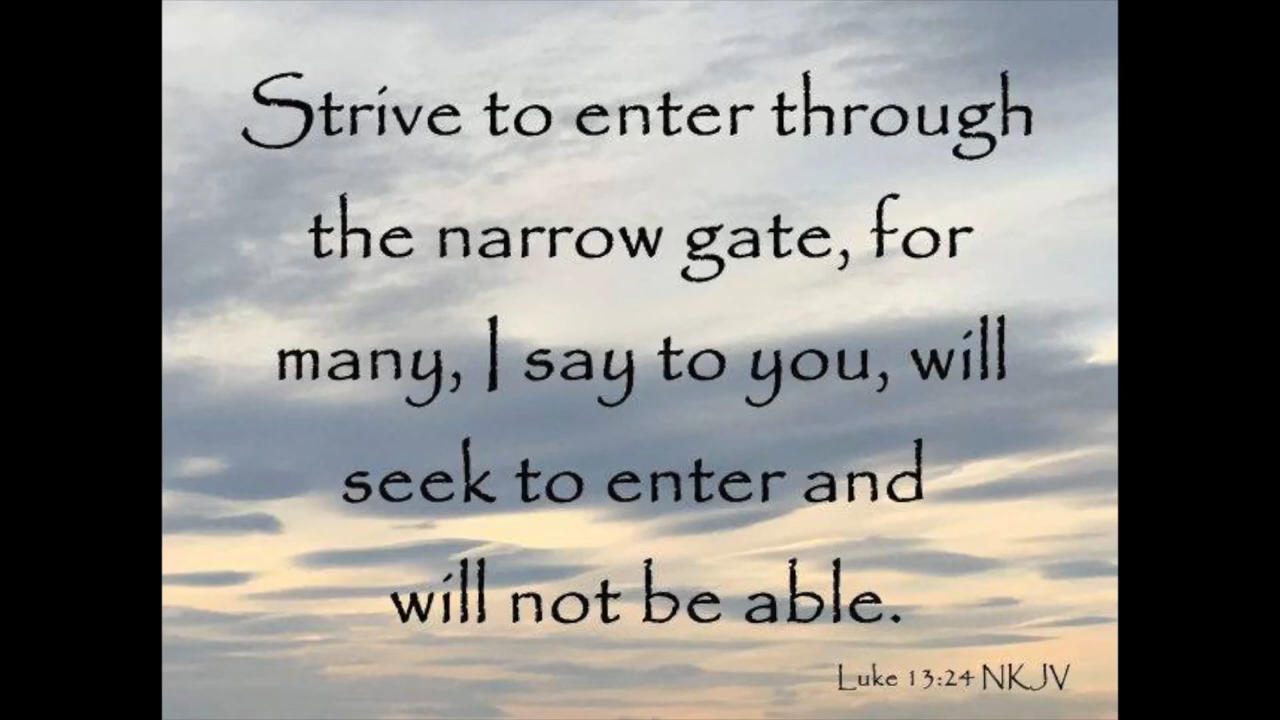 Strive to enter through
the narrow gate, for
many, I say to you, will
seek to enter and
will not be able.
Luke 13:24 NKJV